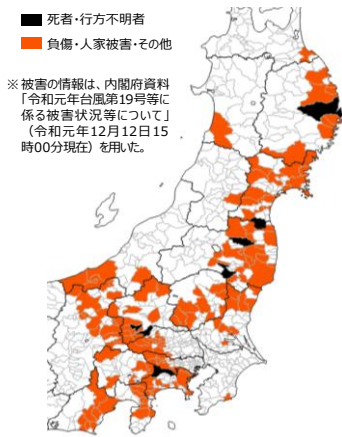 死者・行方不明者
負傷・人家被害・その他
※被害の情報は、内閣府資料
「令和元年台風第19号等に
係る被害状況等について」
（令和元年12月12日15
時00分現在）を用いた。